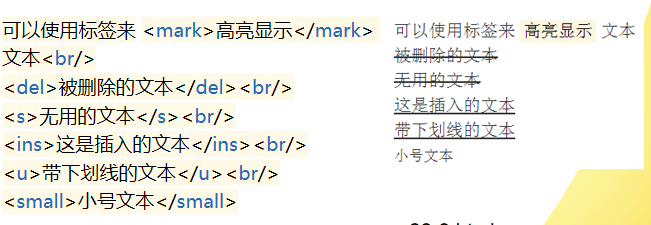 可以使用标签来 <mark>高亮显示</mark>
文本<br/>
<del>被删除的文本</del><br/>
<s>无用的文本</s><br/>
<ins>这是插入的文本</ins><br/>
<u>带下划线的文本</u><br/>
<small>小号文本</small>
可以使用标签来 高亮显示 文本
被删除的文本
无用的文本
这是插入的文本
带下划线的文本
小号文本